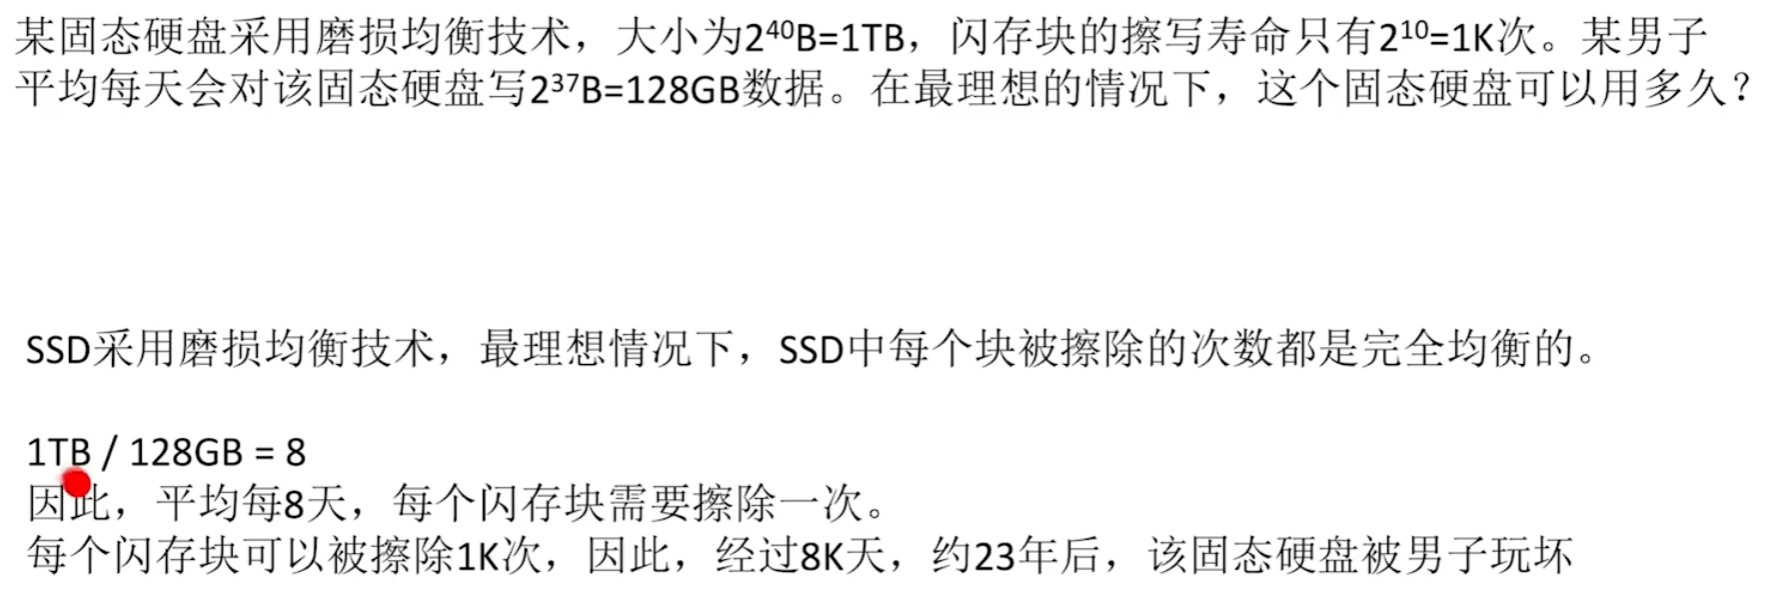 某固态硬盘采用磨损均衡技术，大小为2⁴⁰B=1TB，闪存块的擦写寿命只有2¹⁰=1K次。某男子
平均每天会对该固态硬盘写2³⁷B=128GB数据。在最理想的情况下，这个固态硬盘可以用多久？
SSD采用磨损均衡技术，最理想情况下，SSD中每个块被擦除的次数都是完全均衡的。
1TB / 128GB = 8
因此，平均每8天，每个闪存块需要擦除一次。
每个闪存块可以被擦除1K次，因此，经过8K天，约23年后，该固态硬盘被男子玩坏